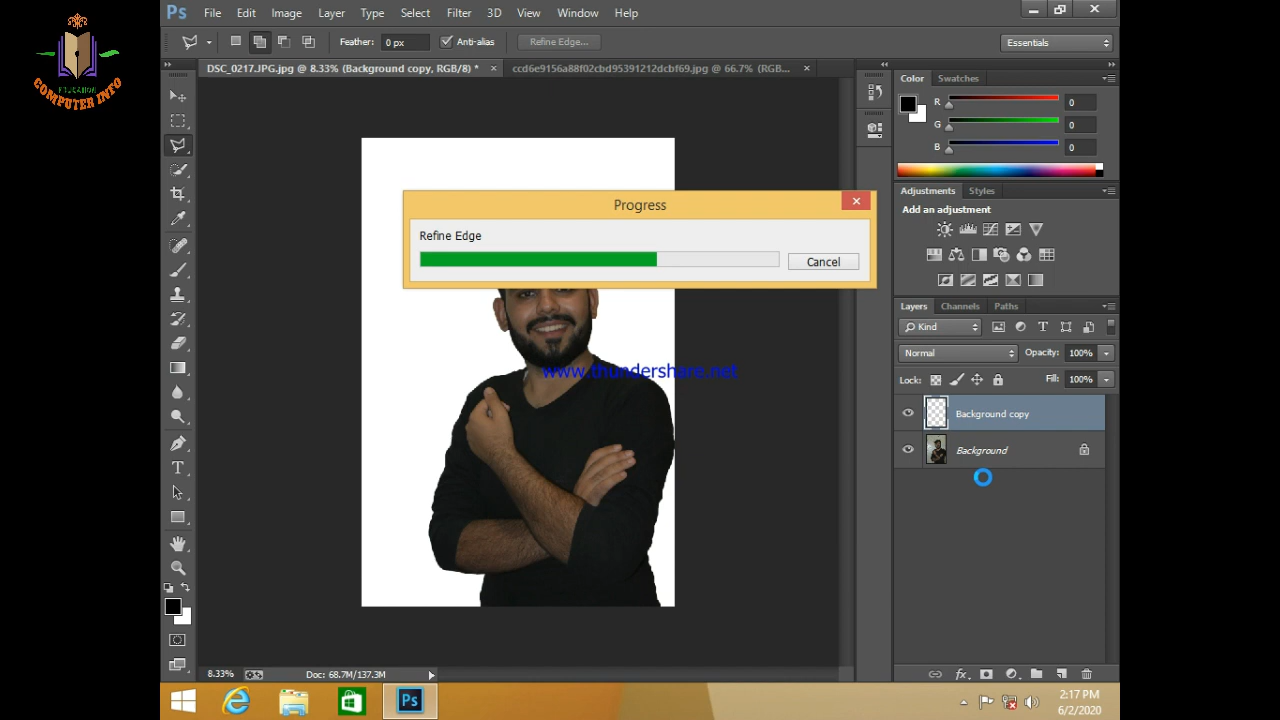 Ps File Edit Image Layer Type Select Filter 3D View Window Help
Feather: 0 px Anti-alias Refine Edge... Essentials
DSC_0217.JPG.jpg @ 8.33% (Background copy, RGB/8) * ccd6e9156a88f02cbd95391212dcbf69.jpg @ 66.7% (RGB...
EDUCATION
COMPUTER INFO
Color Swatches
R 0
G 0
B 0
Adjustments Styles
Add an adjustment
Progress
Refine Edge
Cancel
www.thundershare.net
Layers Channels Paths
Kind
Normal Opacity: 100%
Lock: Fill: 100%
Background copy
Background
8.33% Doc: 68.7M/137.3M
Ps
2:17 PM
6/2/2020